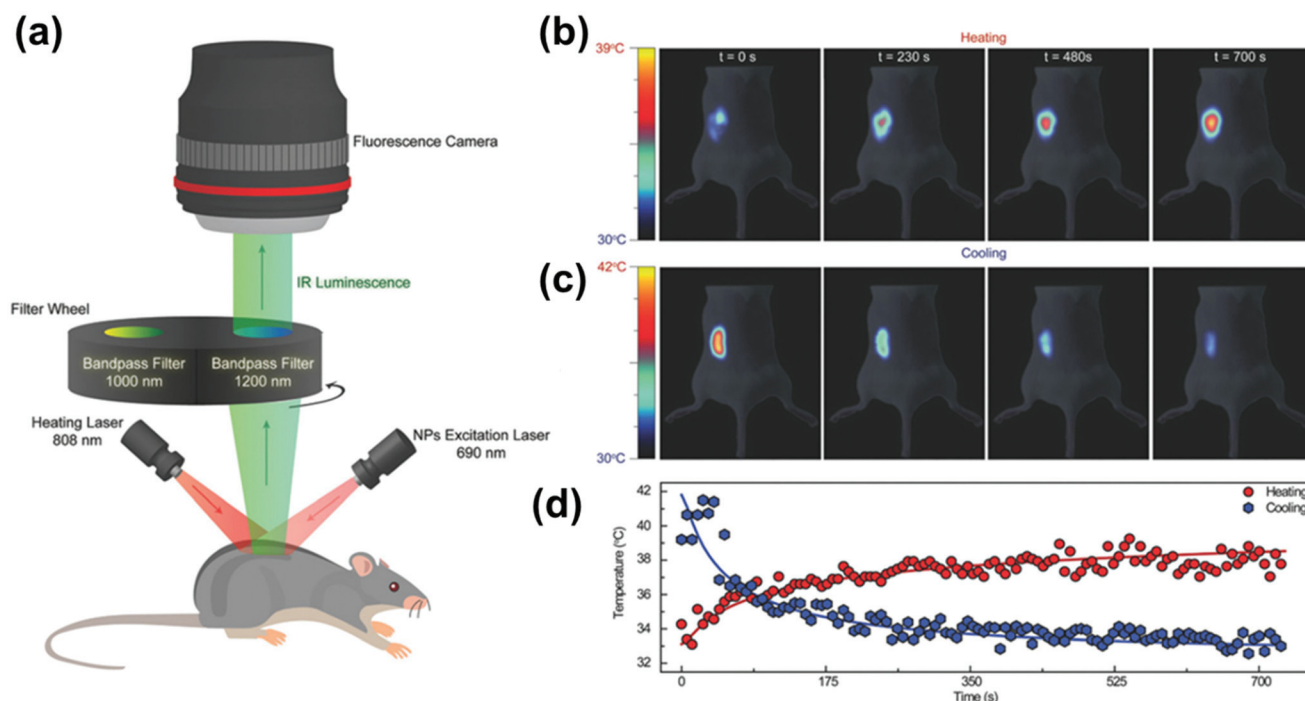 (a)
Fluorescence Camera
IR Luminescence
Filter Wheel
Bandpass Filter
1000 nm
Bandpass Filter
1200 nm
Heating Laser
808 nm
NPs Excitation Laser
690 nm
(b)
Heating
39°C
30°C
t = 0 s
t = 230 s
t = 480s
t = 700 s
(c)
Cooling
42°C
30°C
(d)
Heating
Cooling
Temperature (°C)
42
40
38
36
34
32
0
175
350
525
700
Time (s)